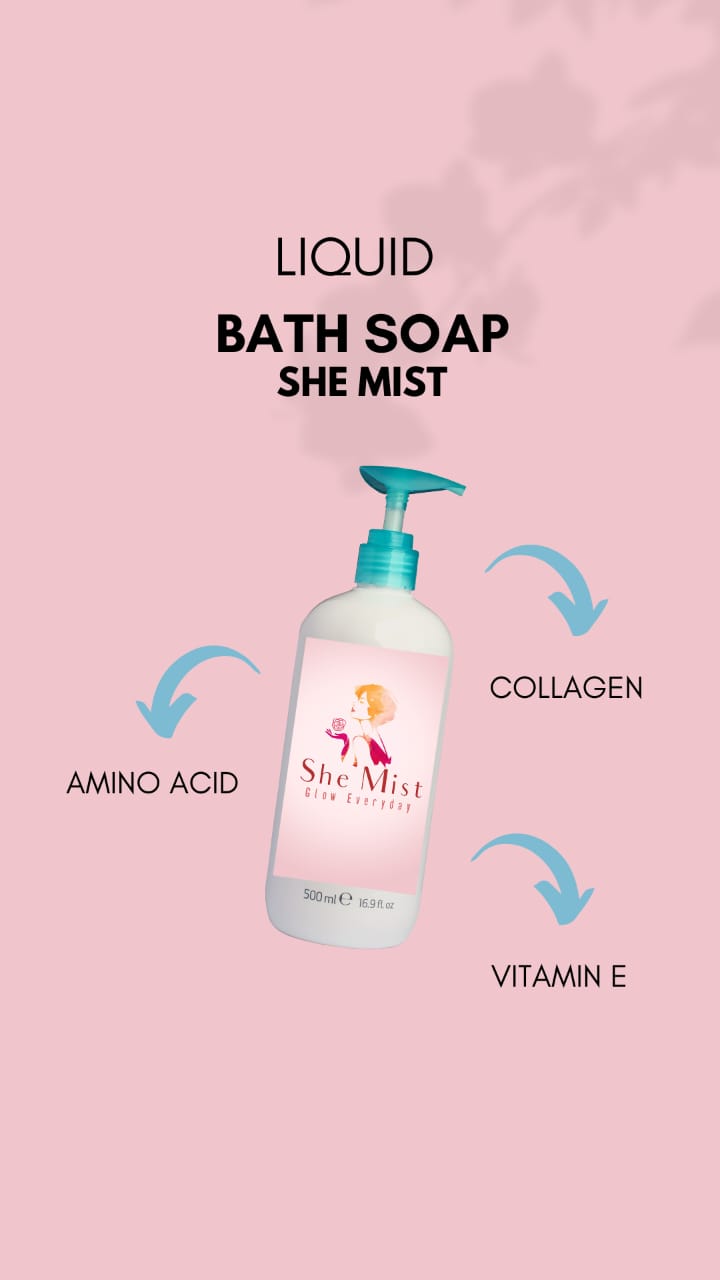 LIQUID
BATH SOAP
SHE MIST
COLLAGEN
AMINO ACID
She Mist
Glow Everyday
500 ml ℮ 16.9 fl. oz
VITAMIN E